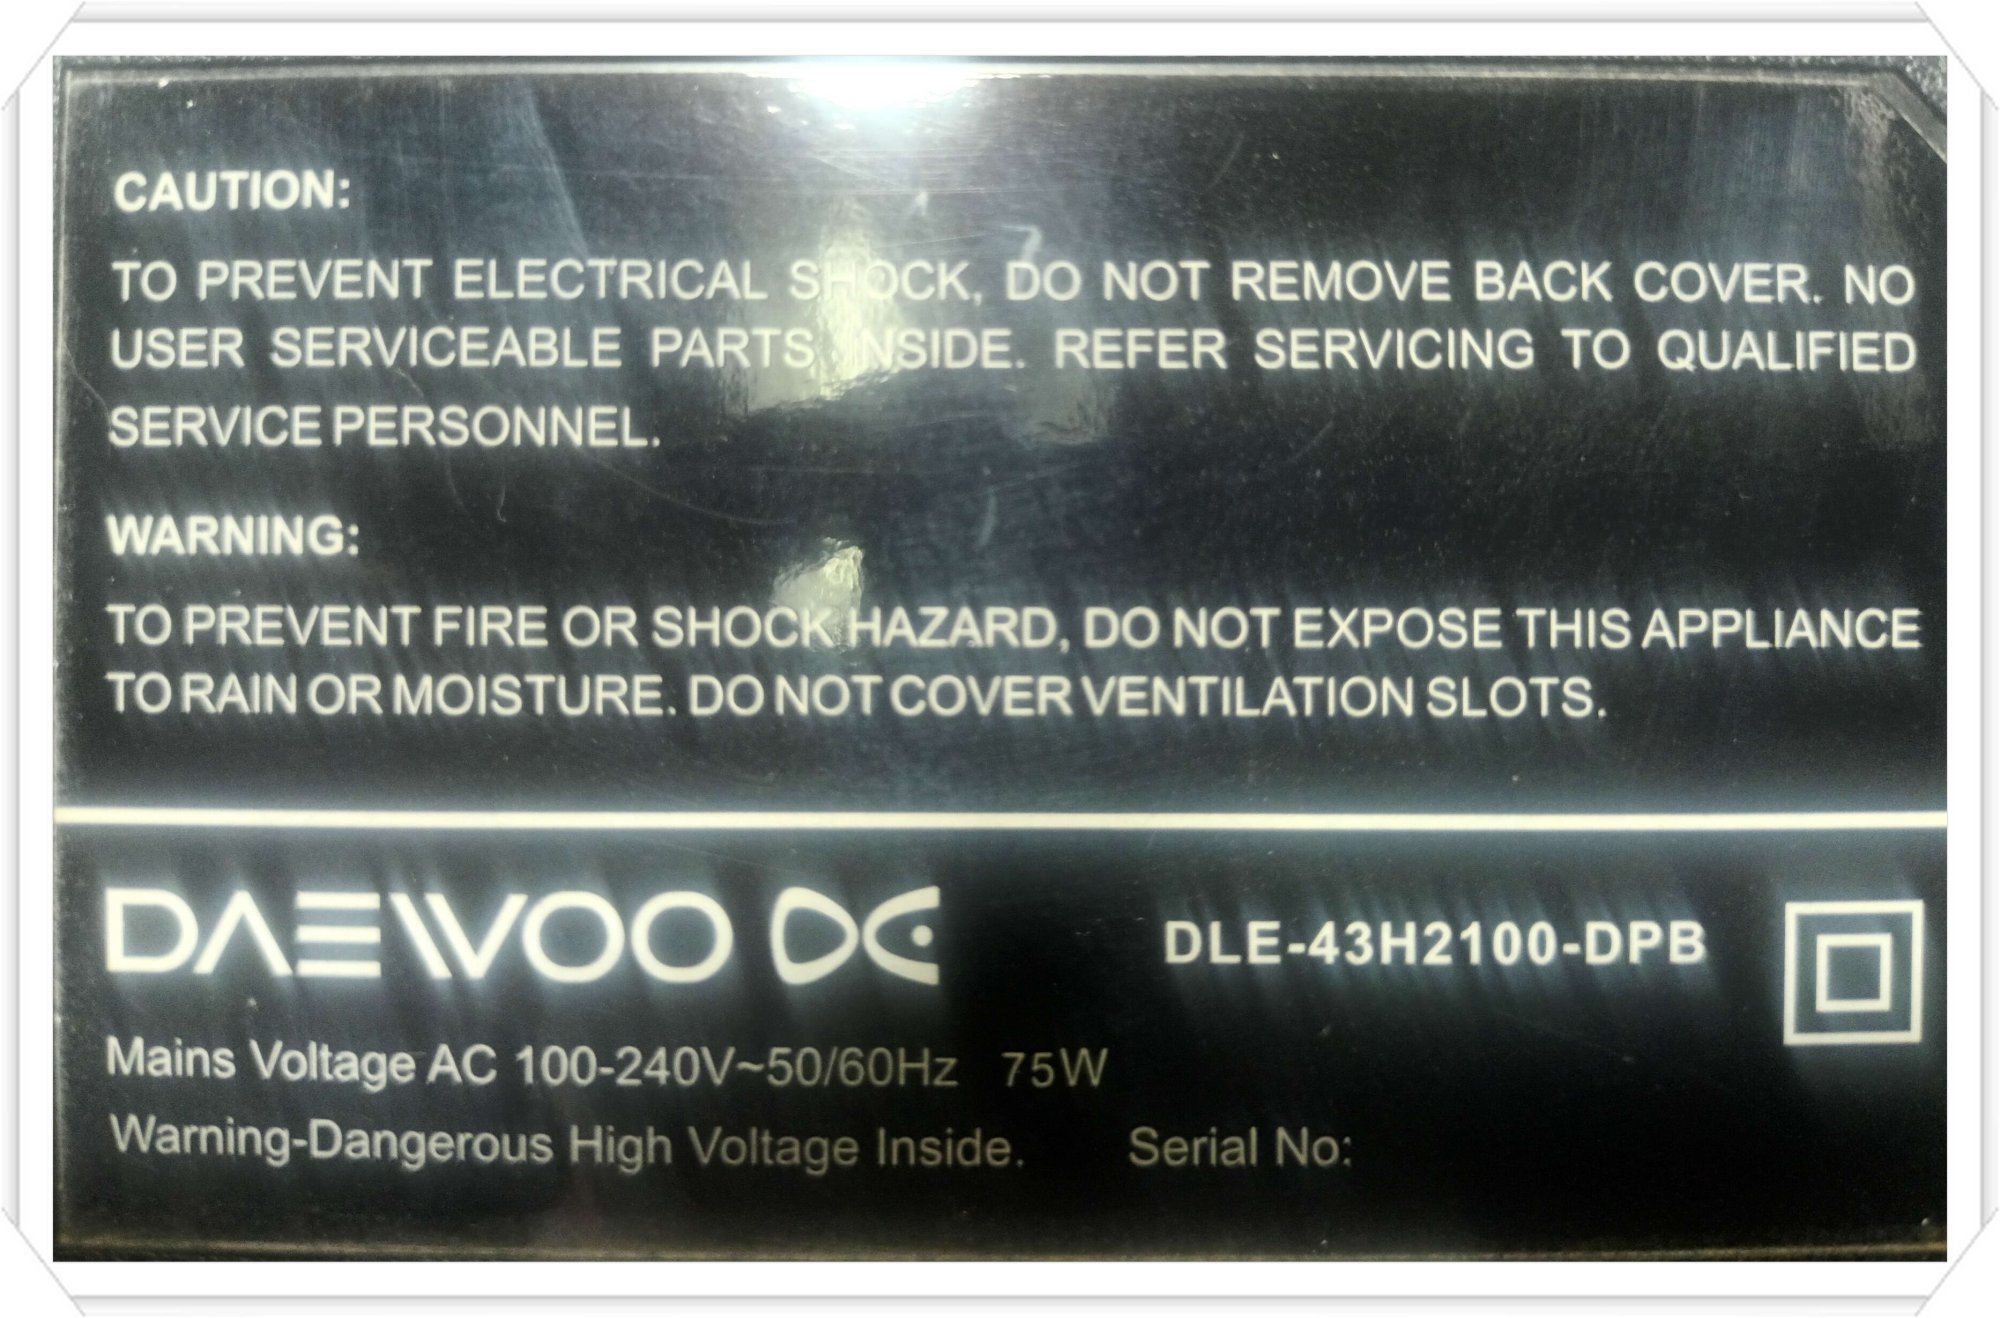 CAUTION:
TO PREVENT ELECTRICAL SHOCK, DO NOT REMOVE BACK COVER. NO
USER SERVICEABLE PARTS INSIDE. REFER SERVICING TO QUALIFIED
SERVICE PERSONNEL.
WARNING:
TO PREVENT FIRE OR SHOCK HAZARD, DO NOT EXPOSE THIS APPLIANCE
TO RAIN OR MOISTURE. DO NOT COVER VENTILATION SLOTS.
DAEWOO DE DLE-43H2100-DPB
Mains Voltage AC 100-240V~50/60Hz 75W
Warning-Dangerous High Voltage Inside. Serial No: